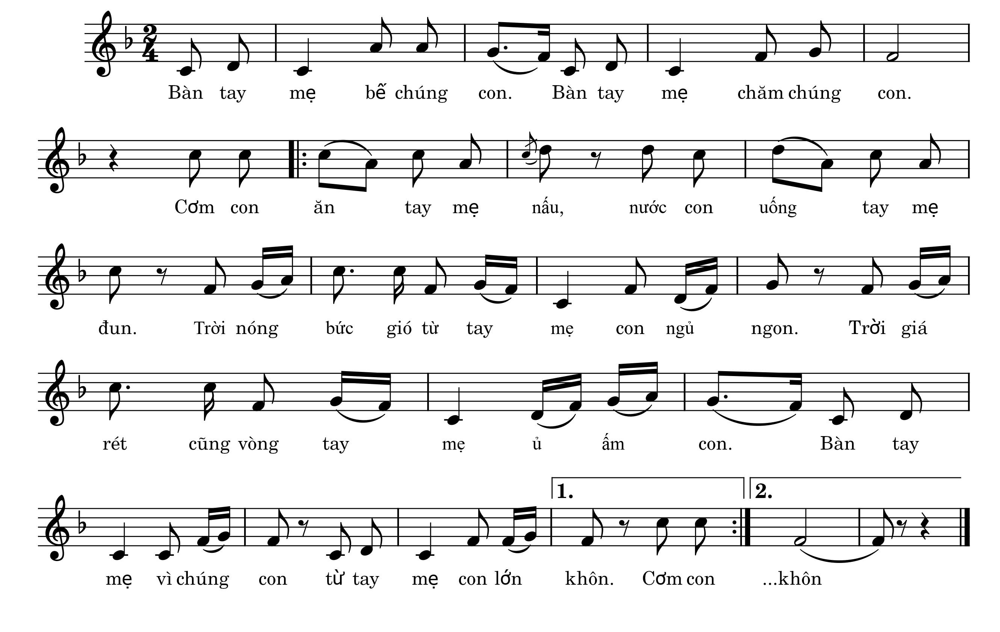 Bàn tay mẹ bế chúng con. Bàn tay mẹ chăm chúng con.
Cơm con ăn tay mẹ nấu, nước con uống tay mẹ
đun. Trời nóng bức gió từ tay mẹ con ngủ ngon. Trời giá
rét cũng vòng tay mẹ ủ ấm con. Bàn tay
1. 2.
mẹ vì chúng con từ tay mẹ con lớn khôn. Cơm con ...khôn